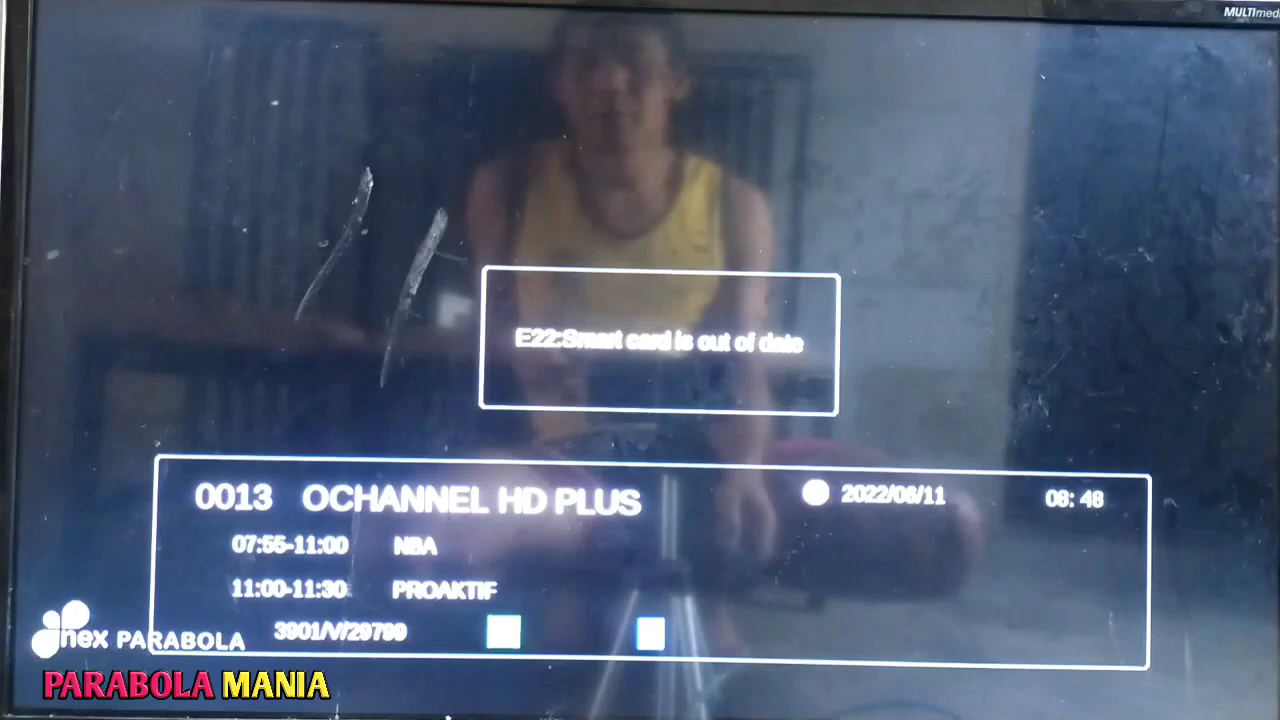 MULTImed
E22:Smart card is out of date
0013 OCHANNEL HD PLUS 2022/06/11 08: 48
07:55-11:00 NBA
11:00-11:30 PROAKTIF
3901/V/29799
nex PARABOLA
PARABOLA MANIA